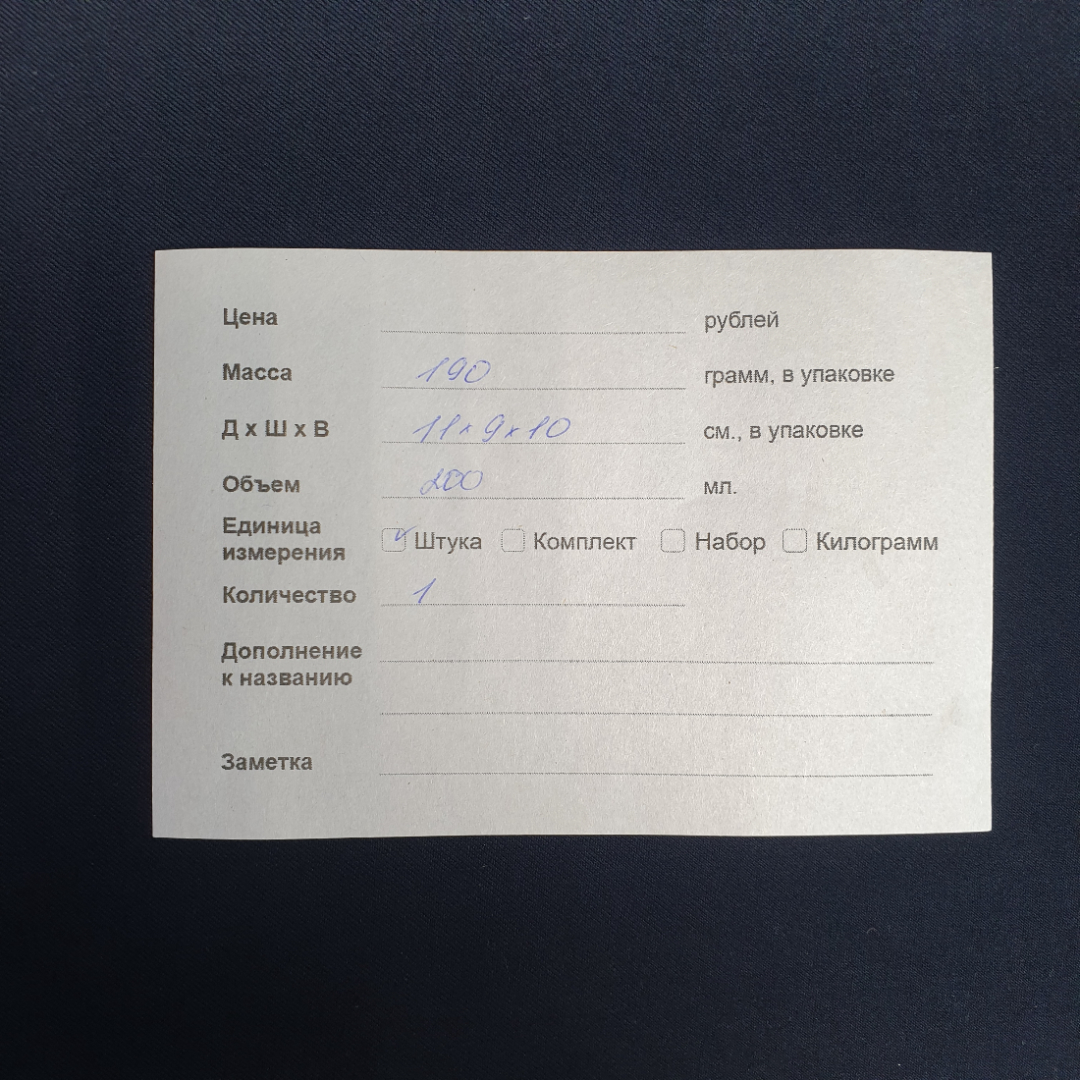 Цена рублей
Масса 190 грамм, в упаковке
Д х Ш х В 11 x 9 x 10 см., в упаковке
Объем 200 мл.
Единица
измерения Штука Комплект Набор Килограмм
Количество 1
Дополнение
к названию
Заметка